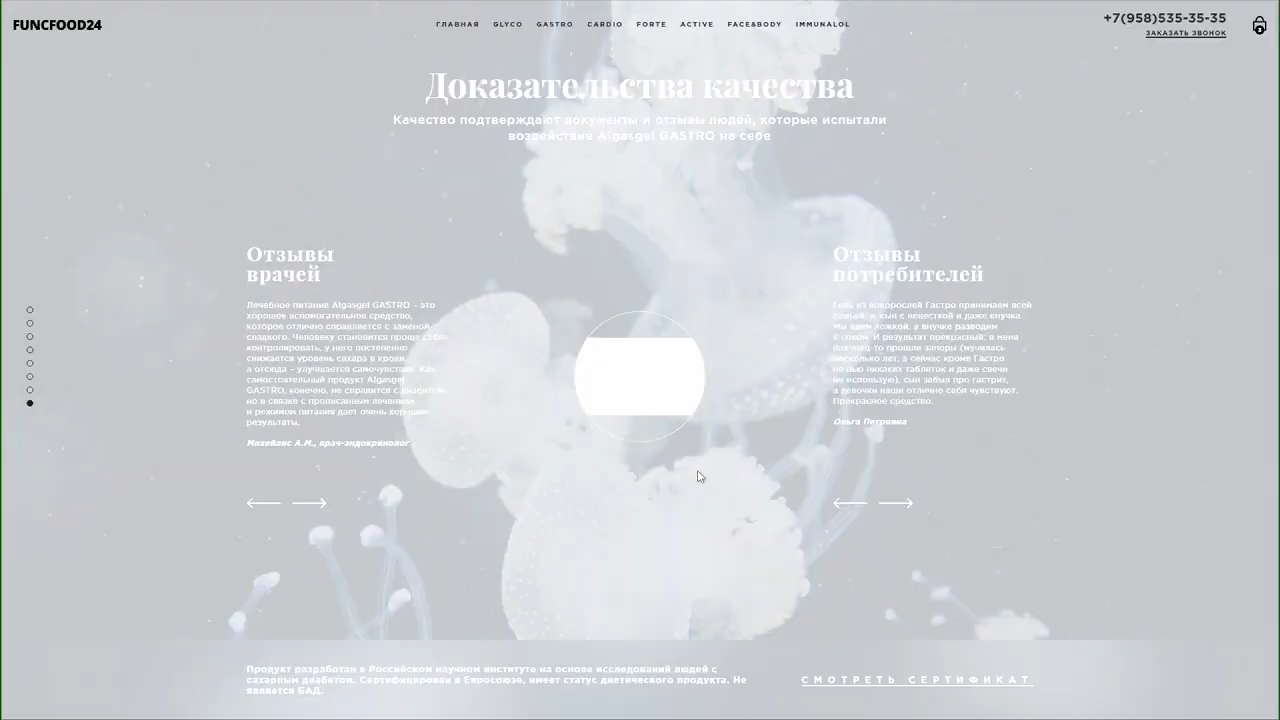 FUNCFOOD24
ГЛАВНАЯ GLYCO GASTRO CARDIO FORTE ACTIVE FACE&BODY IMMUNALOL
+7(958)535-35-35
ЗАКАЗАТЬ ЗВОНОК
Доказательства качества
Качество подтверждают документы и отзывы людей, которые испытали
воздействие Algasgel GASTRO на себе
Отзывы
врачей
Лечебное питание Algasgel GASTRO – это
хорошее вспомогательное средство,
которое отлично справляется с заменой
сладкого. Человеку становится проще себя
контролировать, у него постепенно
снижается уровень сахара в крови,
а отсюда – улучшается самочувствие. Как
самостоятельный продукт Algasgel
GASTRO, конечно, не справится с диабетом,
но в связке с прописанным лечением
и режимом питания дает очень хорошие
результаты.
Михейлис А.М., врач-эндокринолог
Отзывы
потребителей
Гель из водорослей Гастро принимаем всей
семьей, и сын с невесткой и даже внучка.
Мы едим ложкой, а внучке разводим
в соком. И результат прекрасный: у меня
наконец-то прошли запоры (мучилась
несколько лет, а сейчас кроме Гастро
не пью никаких таблеток и даже свечи
не использую), сын забыл про гастрит,
а девочки наши отлично себя чувствуют.
Прекрасное средство.
Ольга Петровна
Продукт разработан в Российском научном институте на основе исследований людей с
сахарным диабетом. Сертифицирован в Евросоюзе, имеет статус диетического продукта. Не
является БАД.
СМОТРЕТЬ СЕРТИФИКАТ